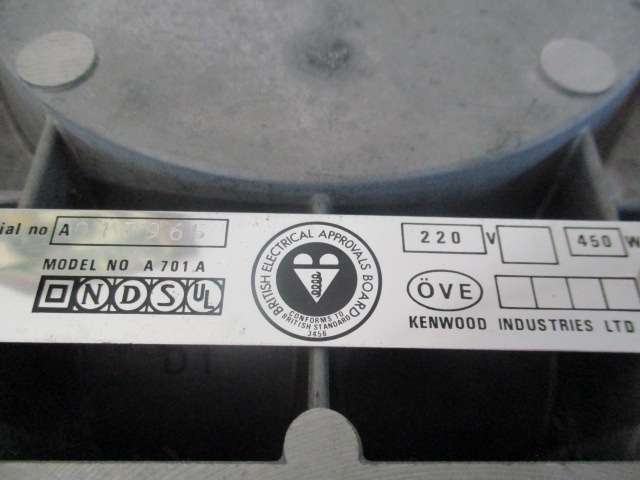 ial no A
220 V 450 W
MODEL NO A 701 A
N D S UL
BRITISH ELECTRICAL APPROVALS BOARD
CONFORMS TO
BRITISH STANDARD
3456
ÖVE
KENWOOD INDUSTRIES LTD